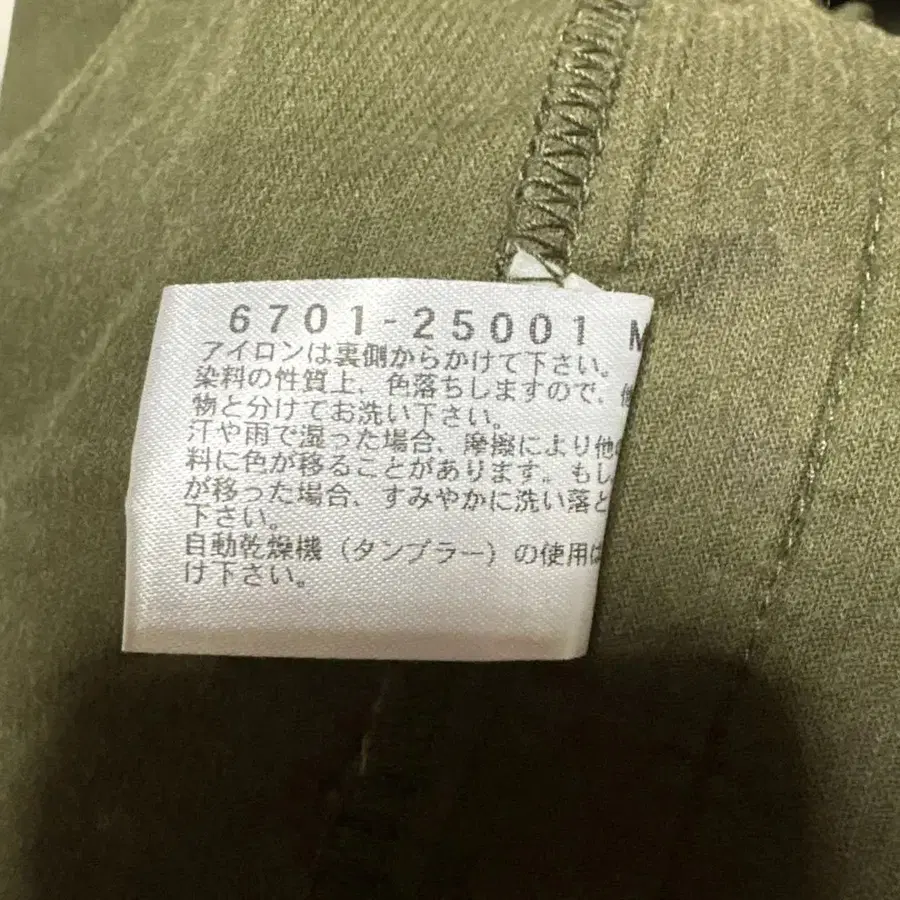 6701-25001 M
アイロンは裏側からかけて下さい。
染料の性質上、色落ちしますので、
物と分けてお洗い下さい。
汗や雨で湿った場合、摩擦により他
料に色が移ることがあります。もし
が移った場合、すみやかに洗い落と
下さい。
自動乾燥機（タンブラー）の使用は
け下さい。